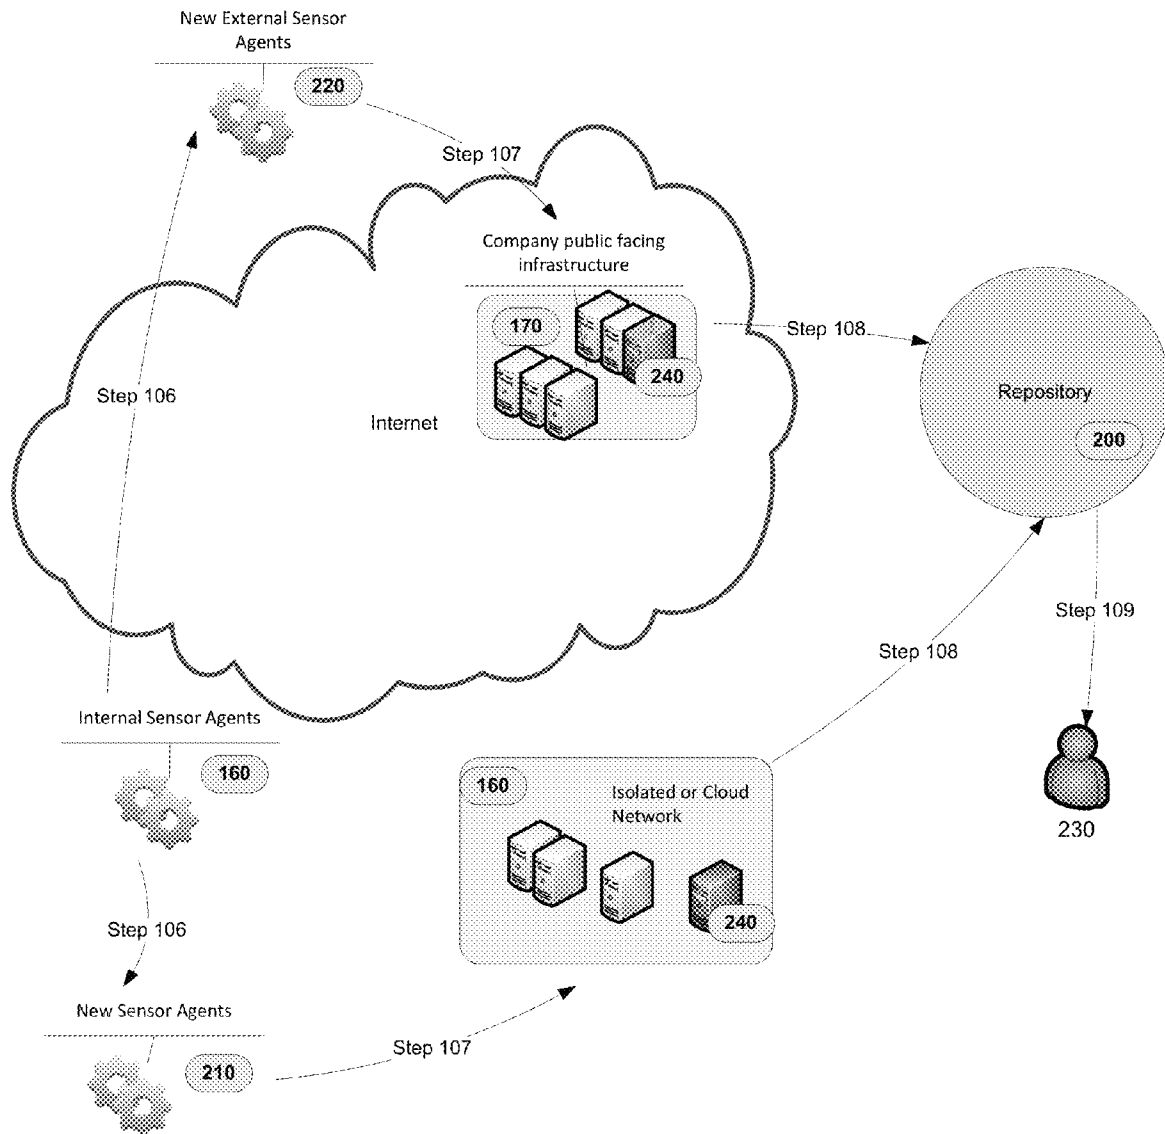 New External Sensor
Agents
220
Step 107
Company public facing
infrastructure
170
240
Step 108
Repository
200
Step 106
Internet
Step 109
Step 108
Internal Sensor Agents
160
160
Isolated or Cloud
Network
240
230
Step 106
New Sensor Agents
210
Step 107